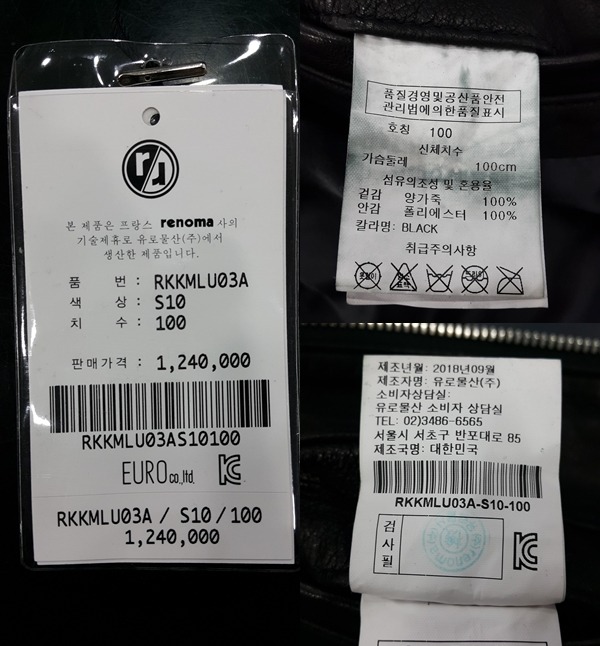 본 제품은 프랑스 renoma 사의
기술제휴로 유로물산(주)에서
생산한 제품입니다.
품 번 : RKKMLU03A
색 상 : S10
치 수 : 100
판매가격 : 1,240,000
RKKMLU03AS10100
EURO co.,ltd.
RKKMLU03A / S10 / 100
1,240,000
품질경영및공산품안전
관리법에의한품질표시
호칭 100
신체치수
가슴둘레 100cm
섬유의조성 및 혼용율
겉감 양가죽 100%
안감 폴리에스터 100%
칼라명: BLACK
취급주의사항
제조년월: 2018년09월
제조자명: 유로물산(주)
소비자상담실:
유로물산 소비자 상담실
TEL: 02)3486-6565
서울시 서초구 반포대로 85
제조국명: 대한민국
RKKMLU03A-S10-100
검
사
필
renoma